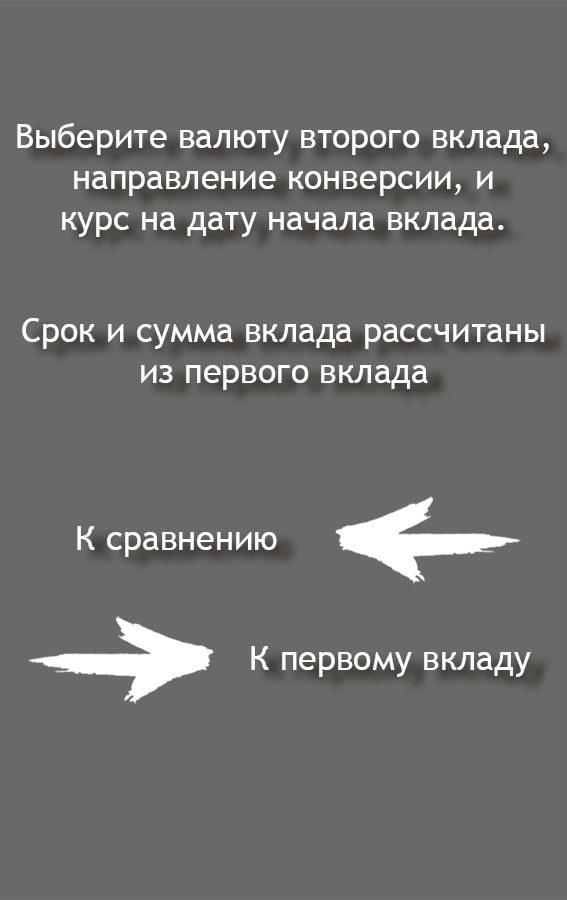 Выберите валюту второго вклада,
направление конверсии, и
курс на дату начала вклада.
Срок и сумма вклада рассчитаны
из первого вклада
К сравнению
К первому вкладу